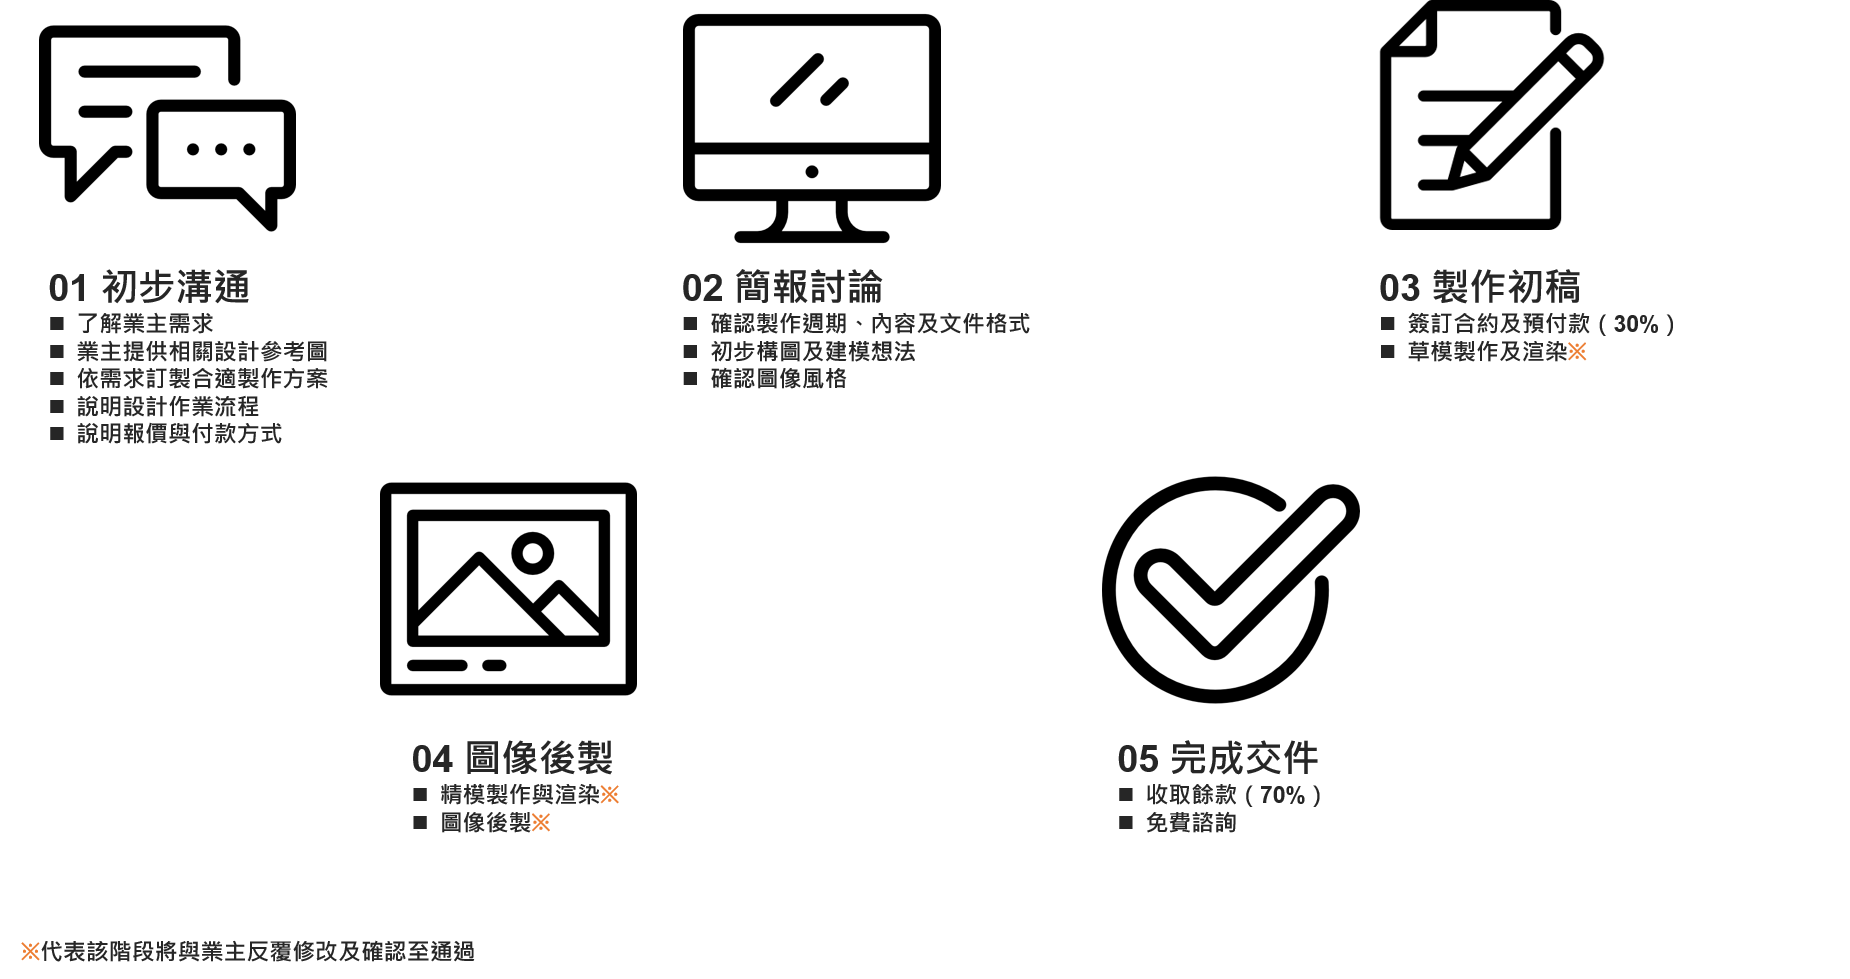 01 初步溝通
■ 了解業主需求
■ 業主提供相關設計參考圖
■ 依需求訂製合適製作方案
■ 說明設計作業流程
■ 說明報價與付款方式
02 簡報討論
■ 確認製作週期、內容及文件格式
■ 初步構圖及建模想法
■ 確認圖像風格
03 製作初稿
■ 簽訂合約及預付款 ( 30% )
■ 草模製作及渲染※
04 圖像後製
■ 精模製作與渲染※
■ 圖像後製※
05 完成交件
■ 收取餘款 ( 70% )
■ 免費諮詢
※代表該階段將與業主反覆修改及確認至通過